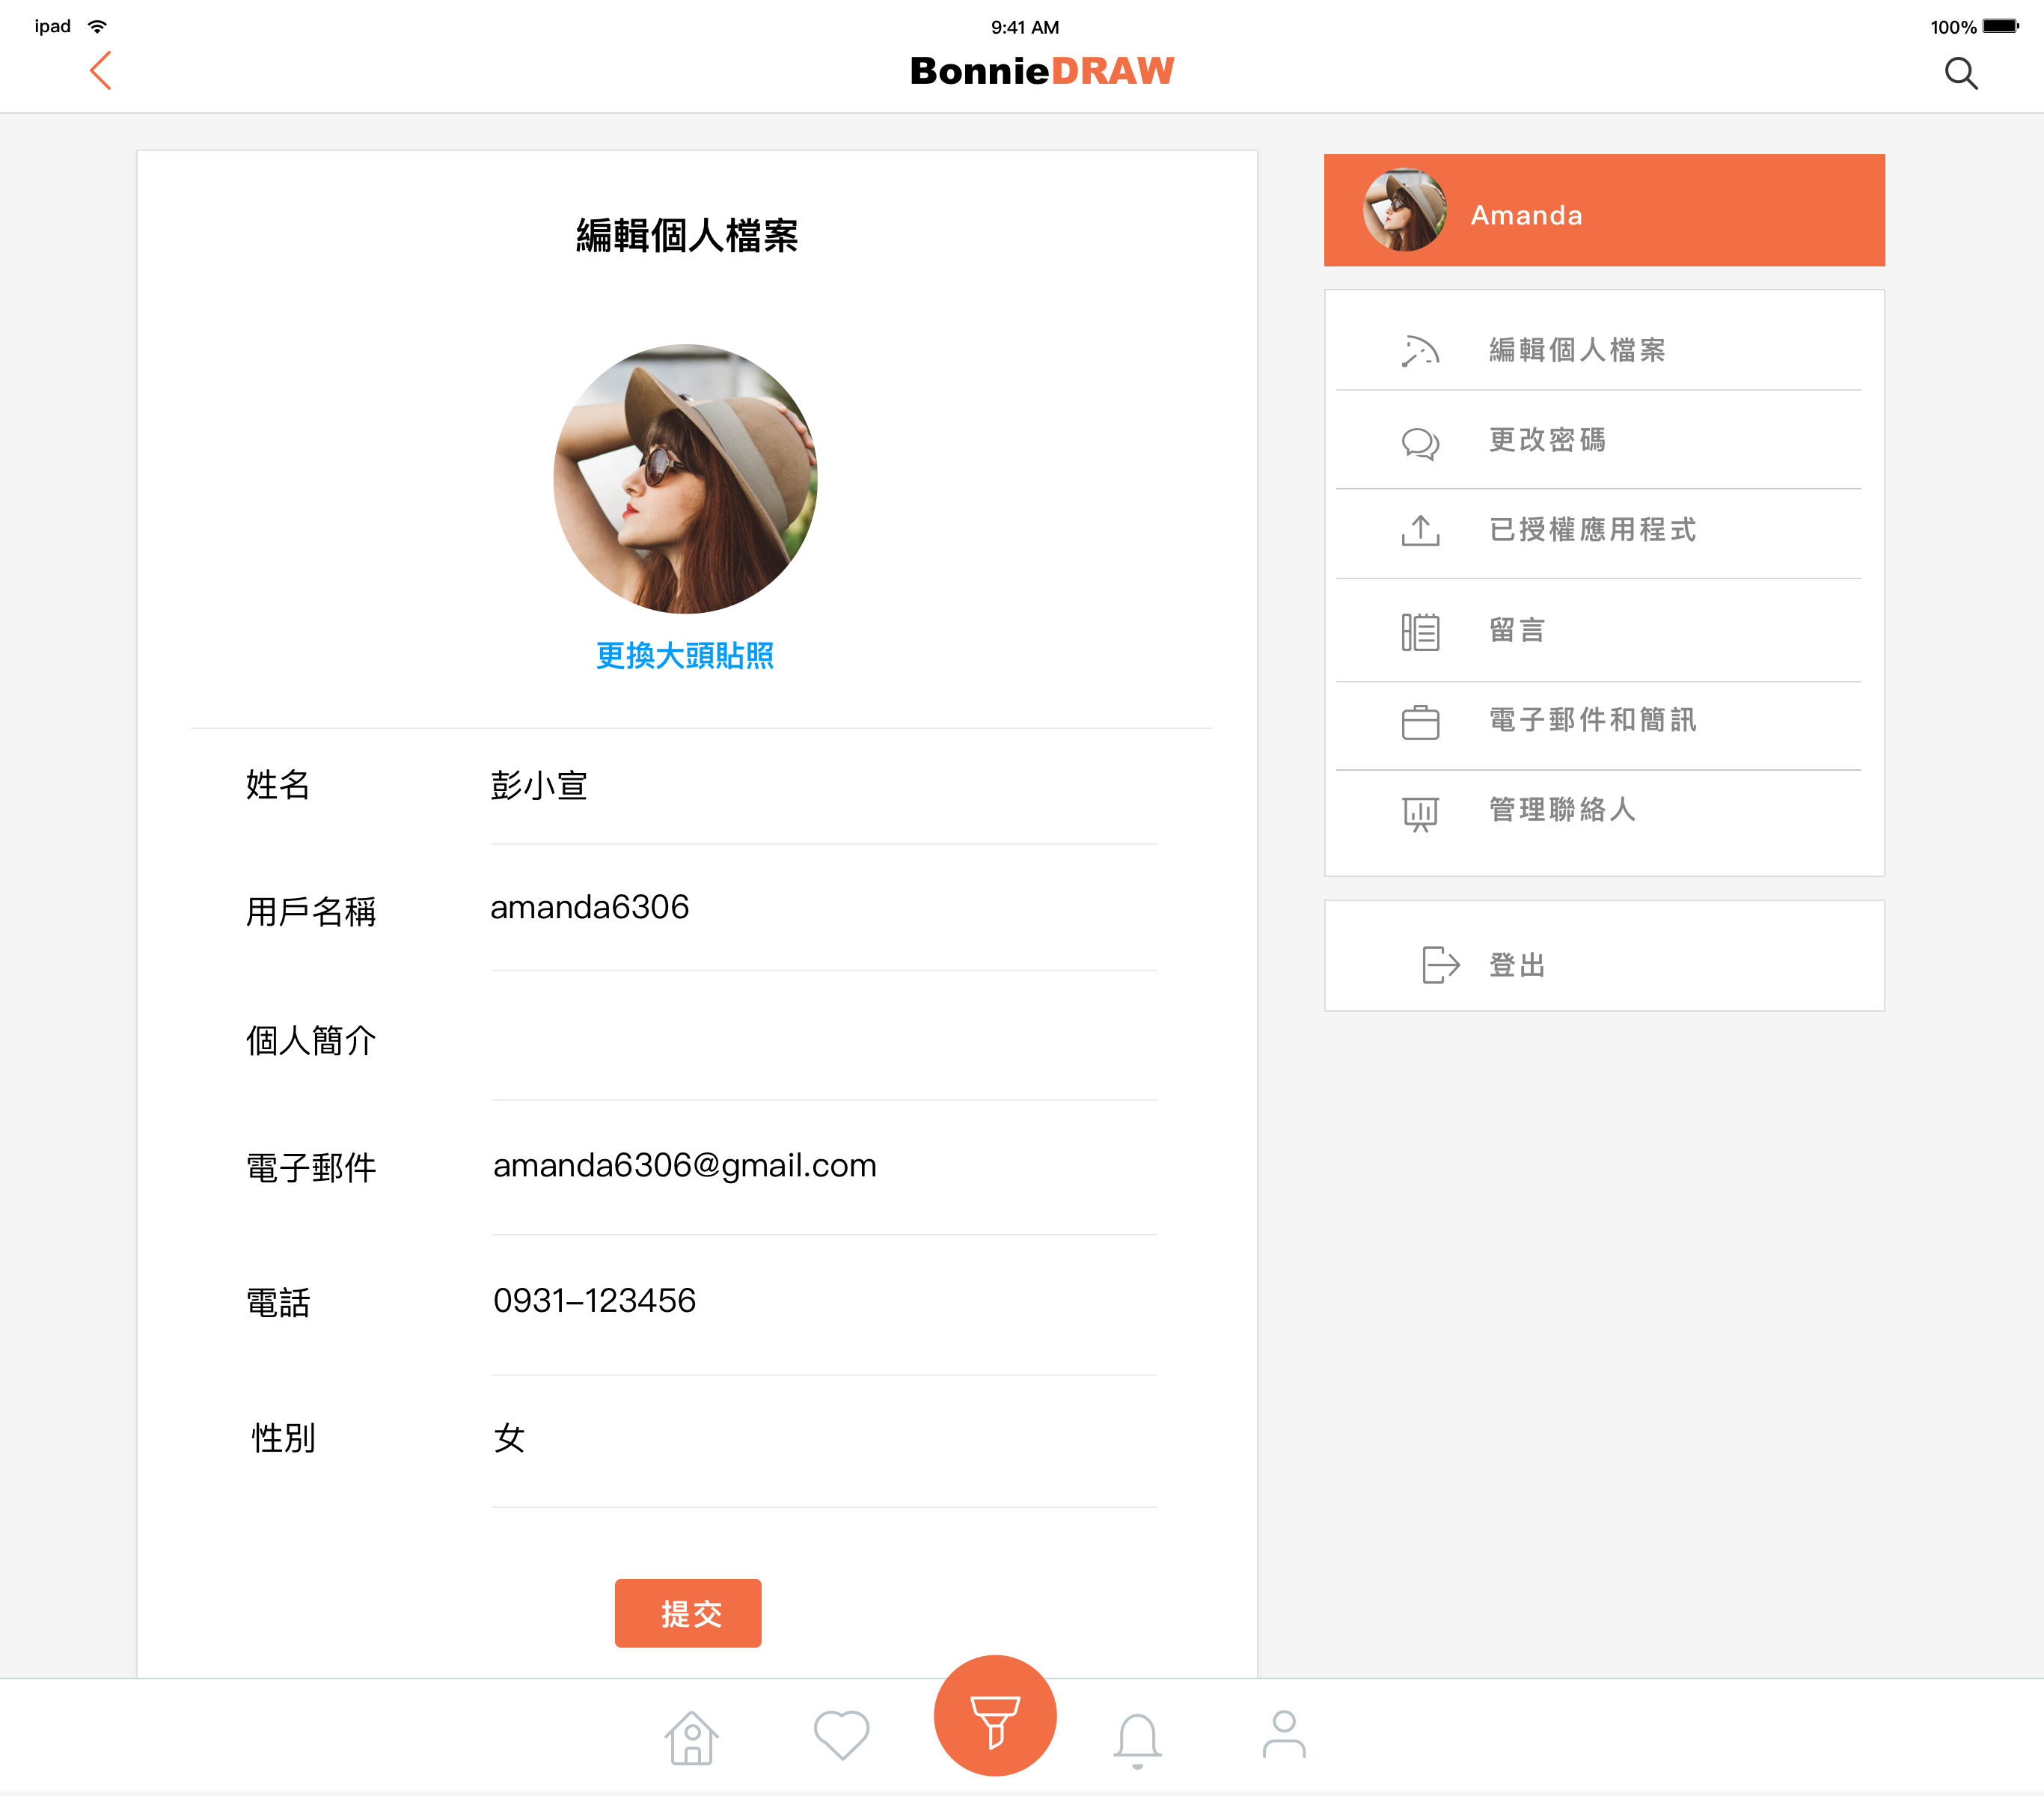 ipad
9:41 AM
100%
BonnieDRAW
編輯個人檔案
更換大頭貼照
姓名 彭小宣
用戶名稱 amanda6306
個人簡介
電子郵件 amanda6306@gmail.com
電話 0931-123456
性別 女
提交
Amanda
編輯個人檔案
更改密碼
已授權應用程式
留言
電子郵件和簡訊
管理聯絡人
登出